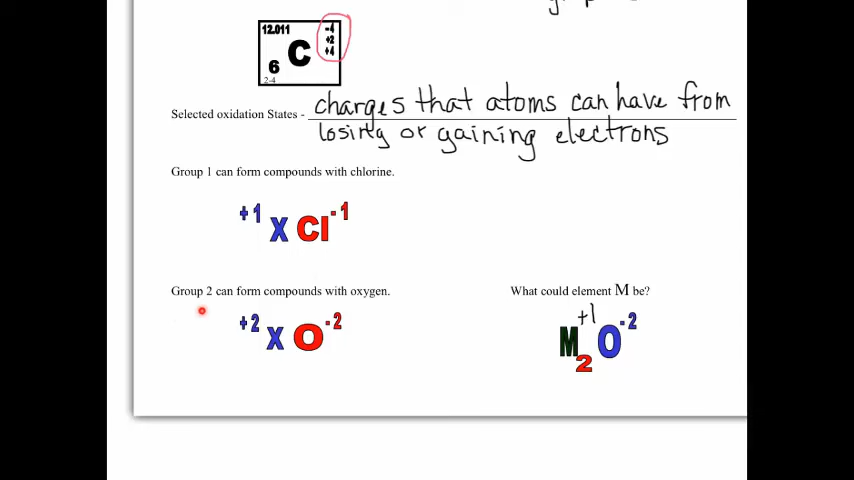 12.011
-4
+2
+4
C
6
2-4
charges that atoms can have from
Selected oxidation States -
losing or gaining electrons
Group 1 can form compounds with chlorine.
+1 X Cl -1
Group 2 can form compounds with oxygen.
What could element M be?
+2 X O -2
+1
M2O -2